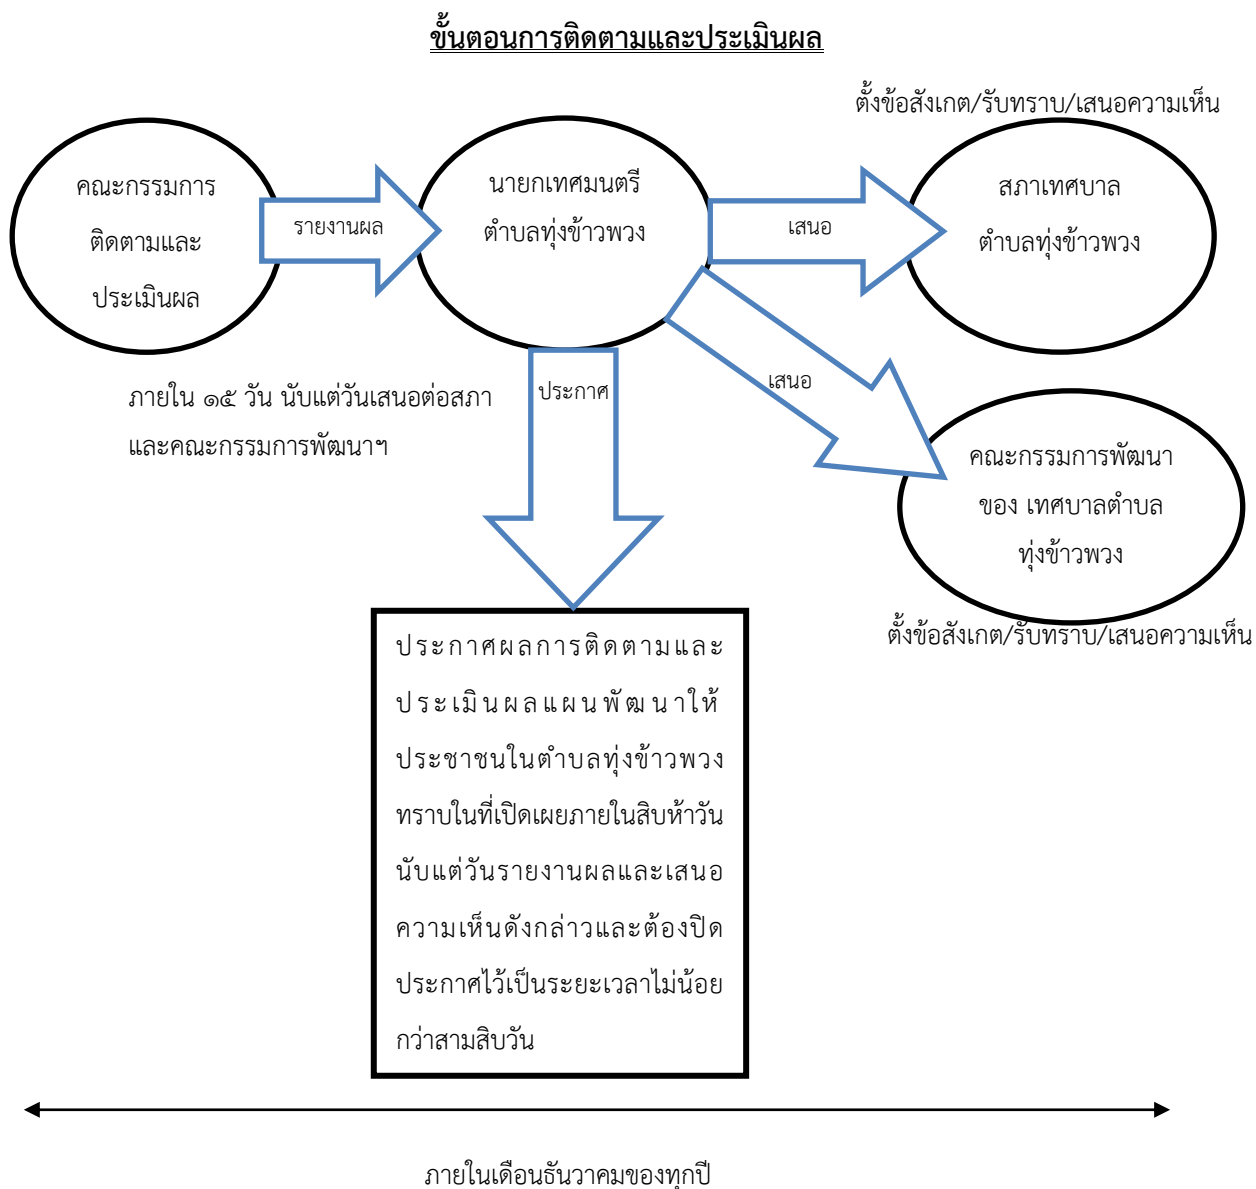 ขั้นตอนการติดตามและประเมินผล
ตั้งข้อสังเกต/รับทราบ/เสนอความเห็น
คณะกรรมการ
ติดตามและ
ประเมินผล
รายงานผล
นายกเทศมนตรี
ตำบลทุ่งข้าวพวง
เสนอ
สภาเทศบาล
ตำบลทุ่งข้าวพวง
ภายใน ๑๕ วัน นับแต่วันเสนอต่อสภา
และคณะกรรมการพัฒนาฯ
ประกาศ
เสนอ
คณะกรรมการพัฒนา
ของ เทศบาลตำบล
ทุ่งข้าวพวง
ตั้งข้อสังเกต/รับทราบ/เสนอความเห็น
ประกาศผลการติดตามและ
ประเมินผลแผนพัฒนาให้
ประชาชนในตำบลทุ่งข้าวพวง
ทราบในที่เปิดเผยภายในสิบห้าวัน
นับแต่วันรายงานผลและเสนอ
ความเห็นดังกล่าวและต้องปิด
ประกาศไว้เป็นระยะเวลาไม่น้อย
กว่าสามสิบวัน
ภายในเดือนธันวาคมของทุกปี